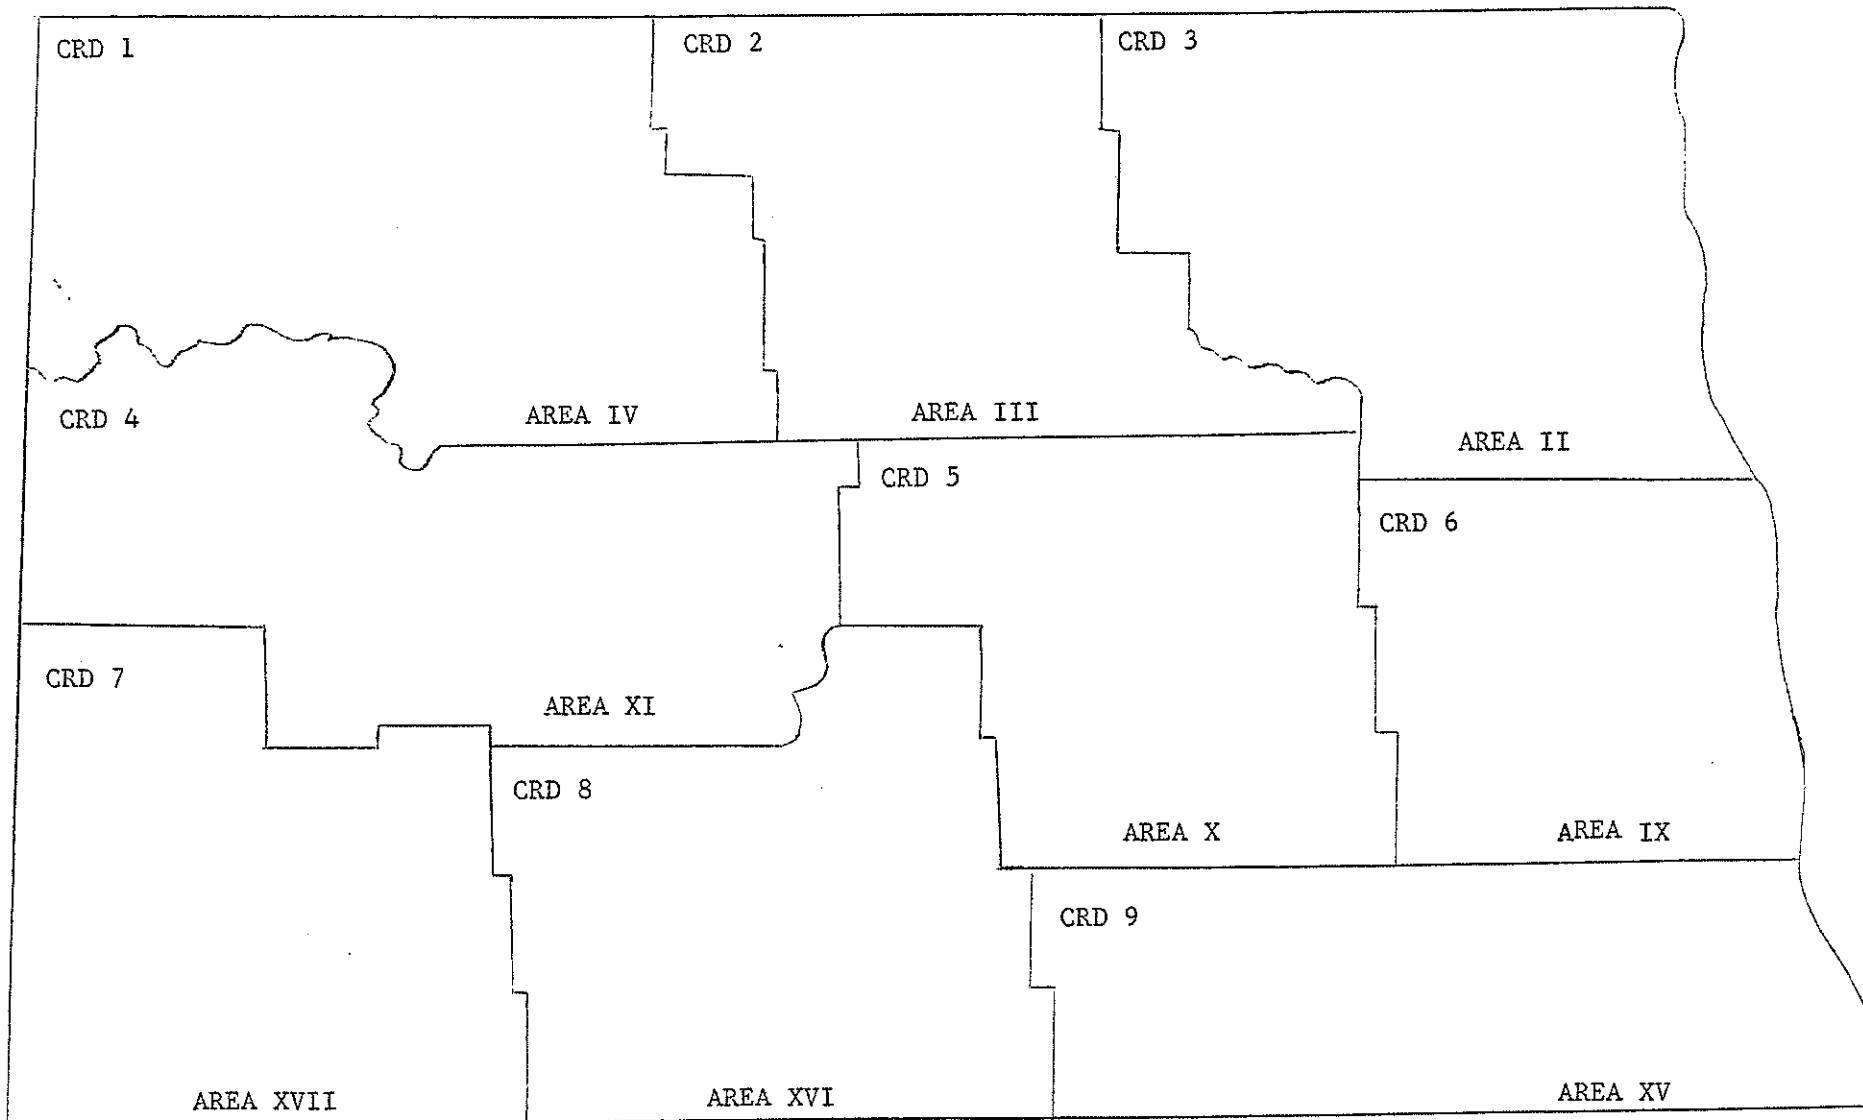 CRD 1
CRD 2
CRD 3
CRD 4
AREA IV
AREA III
AREA II
CRD 5
CRD 6
CRD 7
AREA XI
CRD 8
AREA X
AREA IX
CRD 9
AREA XVII
AREA XVI
AREA XV